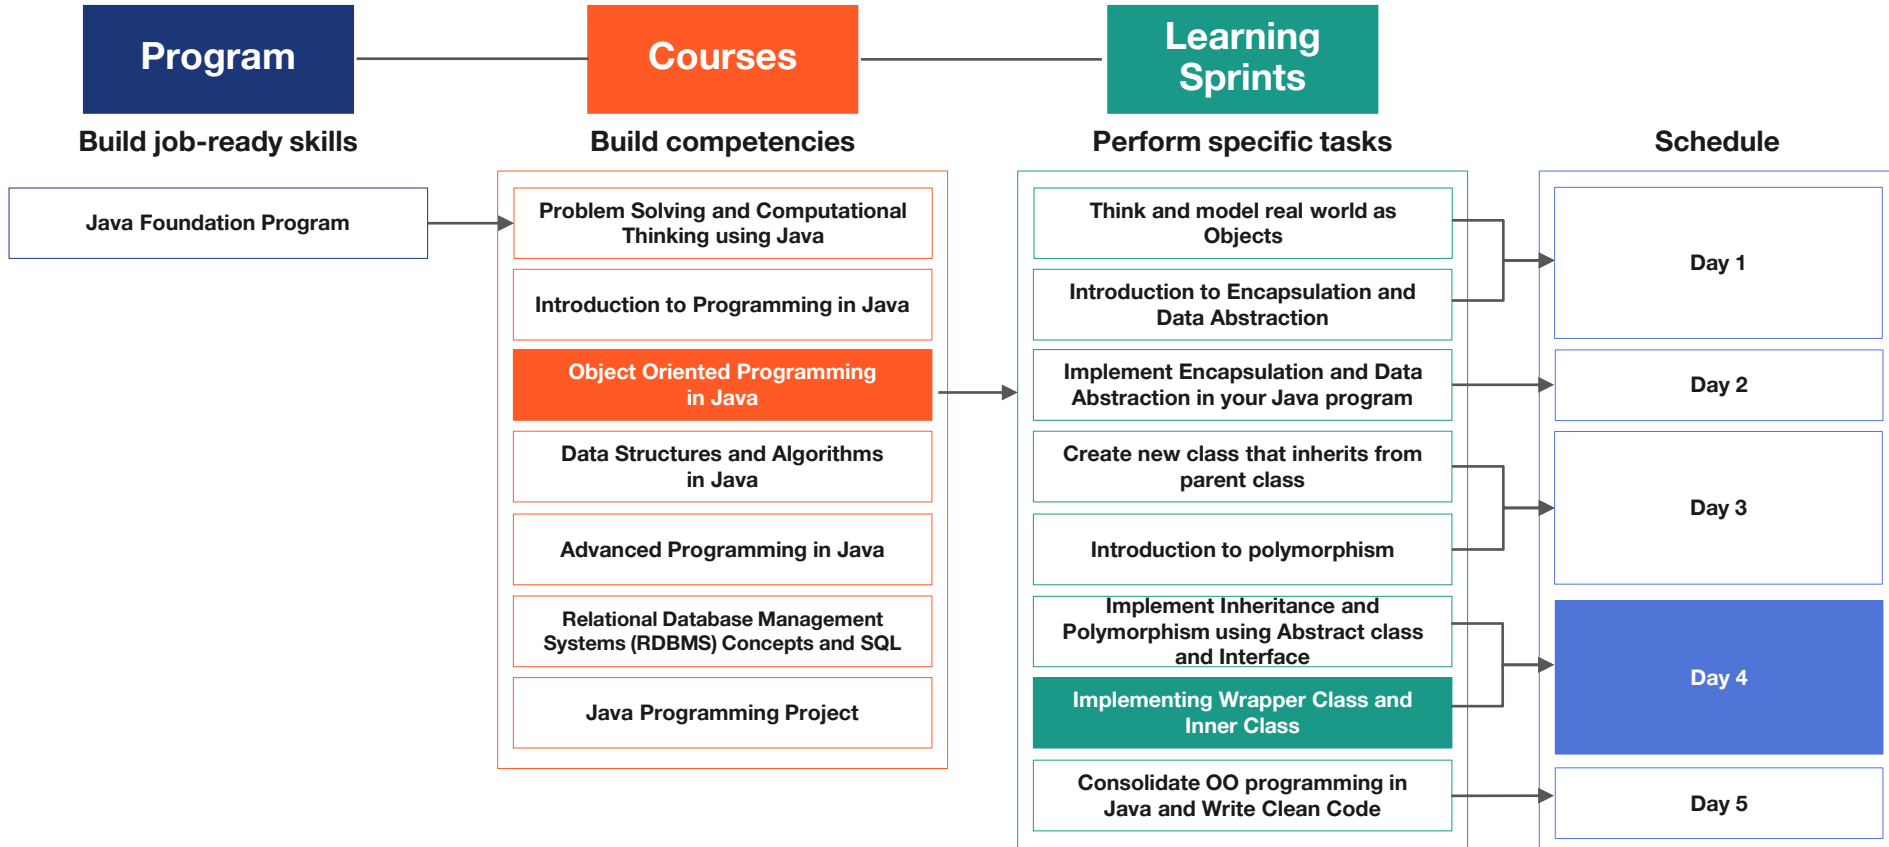 Program
Courses
Learning
Sprints
Build job-ready skills
Build competencies
Perform specific tasks
Schedule
Java Foundation Program
Problem Solving and Computational
Thinking using Java
Introduction to Programming in Java
Object Oriented Programming
in Java
Data Structures and Algorithms
in Java
Advanced Programming in Java
Relational Database Management
Systems (RDBMS) Concepts and SQL
Java Programming Project
Think and model real world as
Objects
Introduction to Encapsulation and
Data Abstraction
Implement Encapsulation and Data
Abstraction in your Java program
Create new class that inherits from
parent class
Introduction to polymorphism
Implement Inheritance and
Polymorphism using Abstract class
and Interface
Implementing Wrapper Class and
Inner Class
Consolidate OO programming in
Java and Write Clean Code
Day 1
Day 2
Day 3
Day 4
Day 5